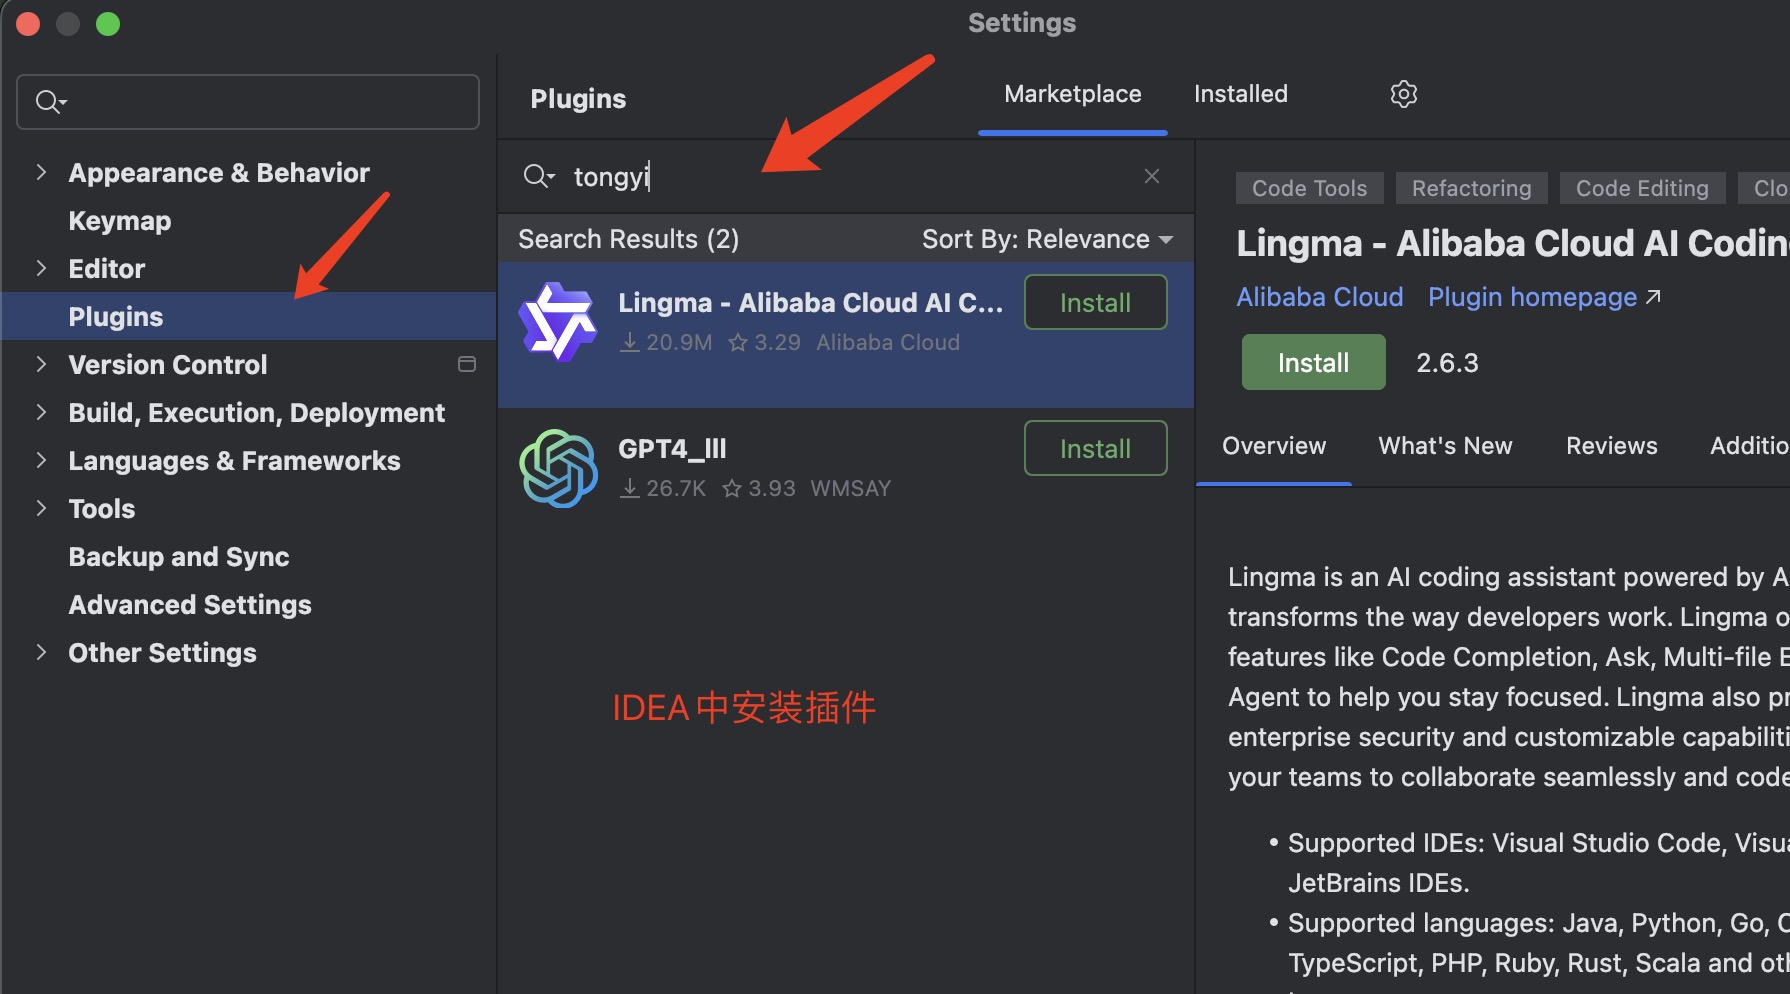 Settings
Appearance & Behavior
Keymap
Editor
Plugins
Version Control
Build, Execution, Deployment
Languages & Frameworks
Tools
Backup and Sync
Advanced Settings
Other Settings
Plugins
Marketplace
Installed
tongyi
Search Results (2)
Sort By: Relevance
Lingma - Alibaba Cloud AI C...
Install
20.9M 3.29 Alibaba Cloud
GPT4_lll
Install
26.7K 3.93 WMSAY
IDEA中安装插件
Code Tools Refactoring Code Editing Clo
Lingma - Alibaba Cloud AI Coding
Alibaba Cloud Plugin homepage
Install 2.6.3
Overview What's New Reviews Additio
Lingma is an AI coding assistant powered by A
transforms the way developers work. Lingma o
features like Code Completion, Ask, Multi-file E
Agent to help you stay focused. Lingma also pr
enterprise security and customizable capabiliti
your teams to collaborate seamlessly and code
• Supported IDEs: Visual Studio Code, Visua
JetBrains IDEs.
• Supported languages: Java, Python, Go, C
TypeScript, PHP, Ruby, Rust, Scala and oth